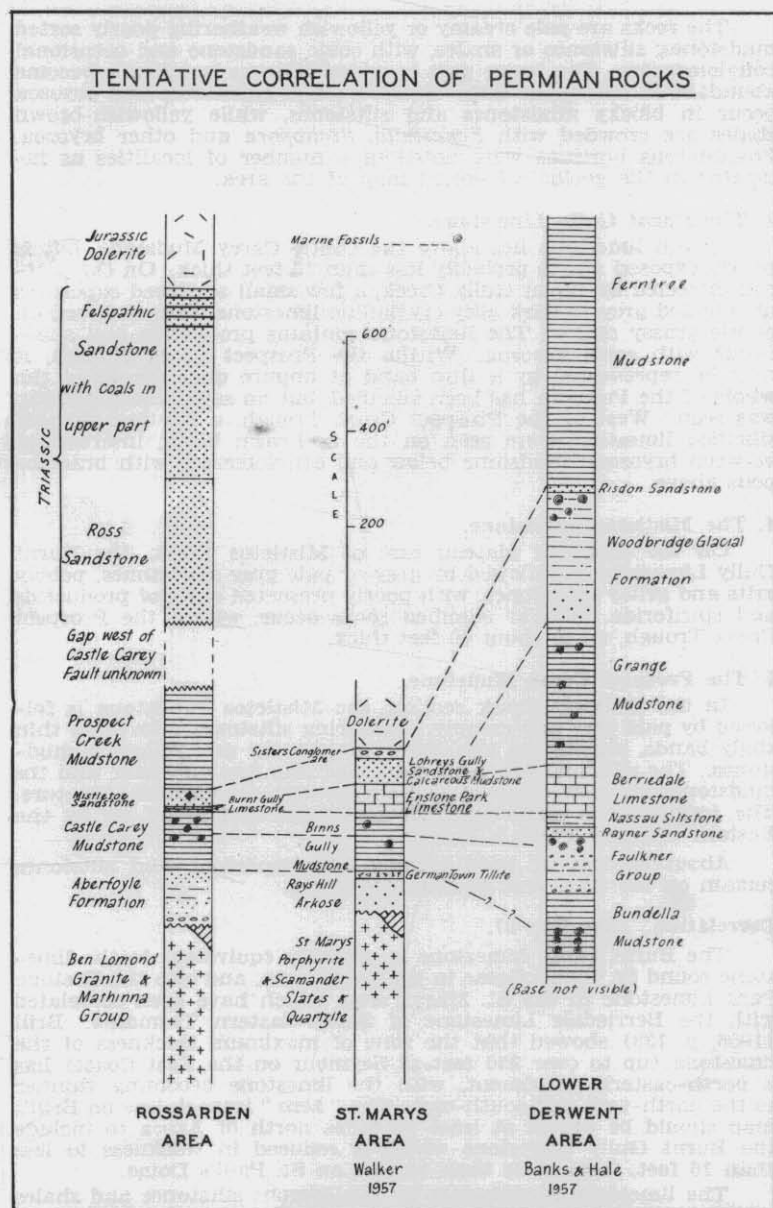 TENTATIVE CORRELATION OF PERMIAN ROCKS
Jurassic
Dolerite
Felspathic
Sandstone
with coals in
upper part
TRIASSIC
Ross
Sandstone
Gap west of
Castle Carey
Fault unknown
Prospect
Creek
Mudstone
Mistletoe
Sandstone
Castle Carey
Mudstone
Aberfoyle
Formation
Ben Lomond
Granite &
Mathinna
Group
ROSSARDEN
AREA
Marine Fossils
600'
400'
SCALE
200
Dolerite
Sisters Conglomerate
Burnt Gully
Limestone
Lohreys Gully
Sandstone &
Calcareous Mudstone
Enstone Park
Limestone
Binns
Gully
Mudstone
GermanTown Tillite
Rays Hill
Arkose
St Marys
Porphyrite
& Scamander
Slates &
Quartzite
ST. MARYS
AREA
Walker
1957
Ferntree
Mudstone
Risdon Sandstone
Woodbridge Glacial
Formation
Grange
Mudstone
Berriedale
Limestone
Nassau Siltstone
Rayner Sandstone
Faulkner
Group
Bundella
Mudstone
? ?
(Base not visible)
LOWER
DERWENT AREA
Banks & Hale
1957